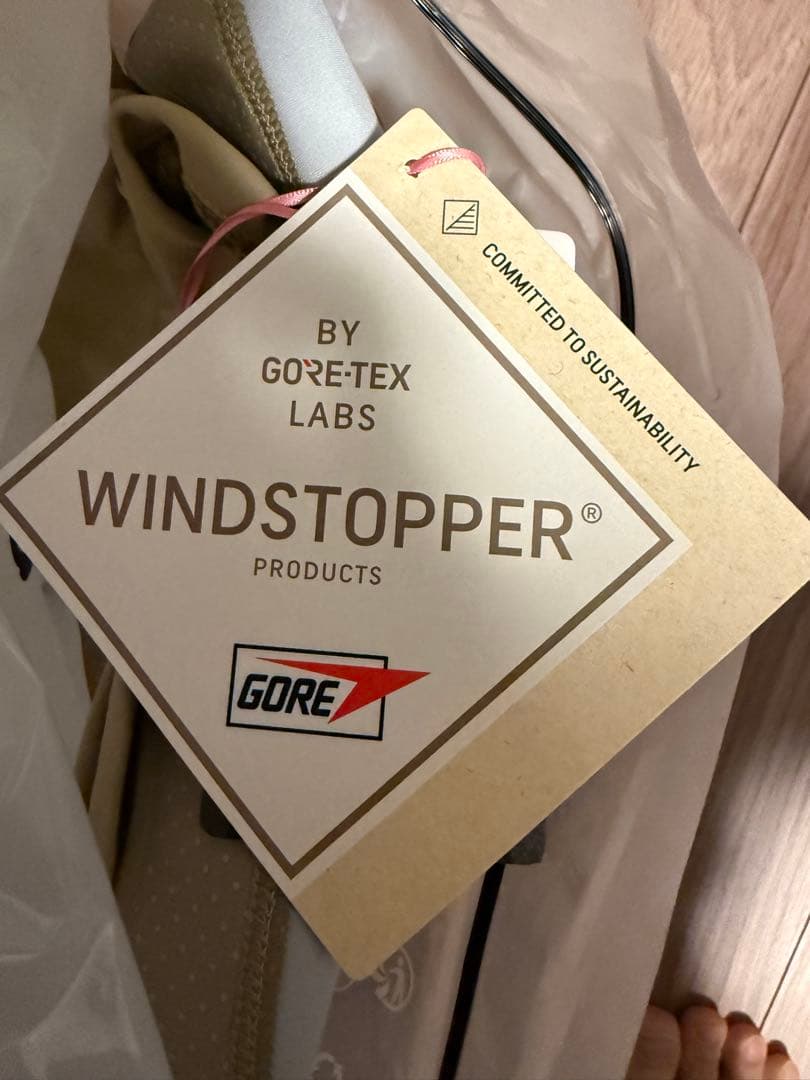 BY
GORE-TEX
LABS
WINDSTOPPER®
PRODUCTS
GORE
COMMITTED TO SUSTAINABILITY